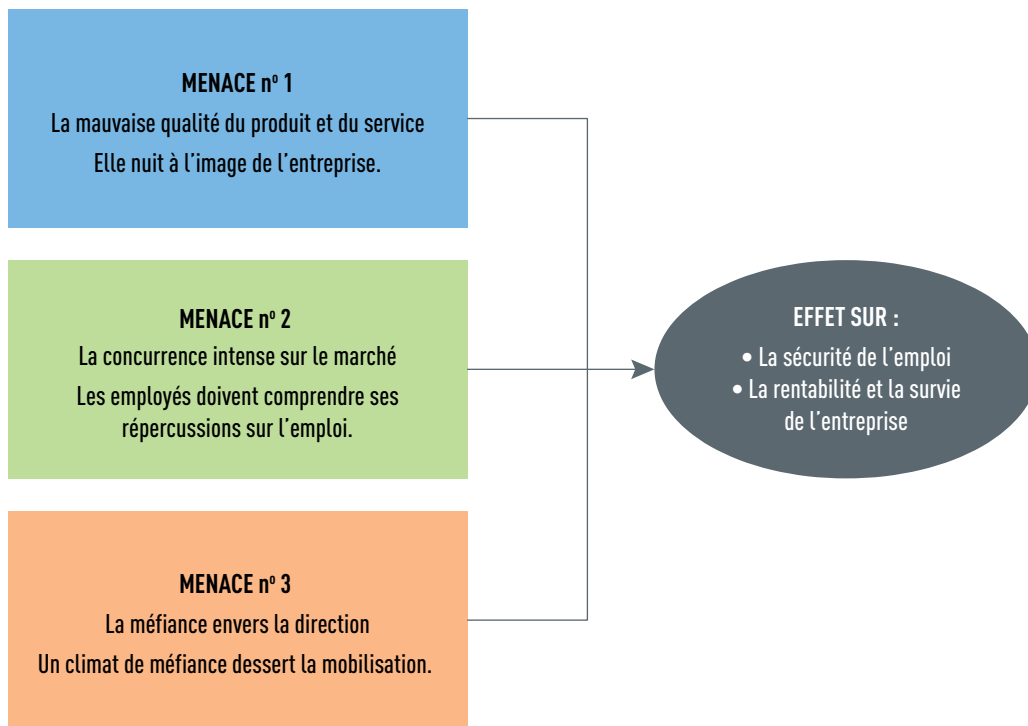 MENACE nº 1
La mauvaise qualité du produit et du service
Elle nuit à l’image de l’entreprise.
MENACE nº 2
La concurrence intense sur le marché
Les employés doivent comprendre ses
répercussions sur l’emploi.
MENACE nº 3
La méfiance envers la direction
Un climat de méfiance dessert la mobilisation.
EFFET SUR :
• La sécurité de l’emploi
• La rentabilité et la survie
de l’entreprise